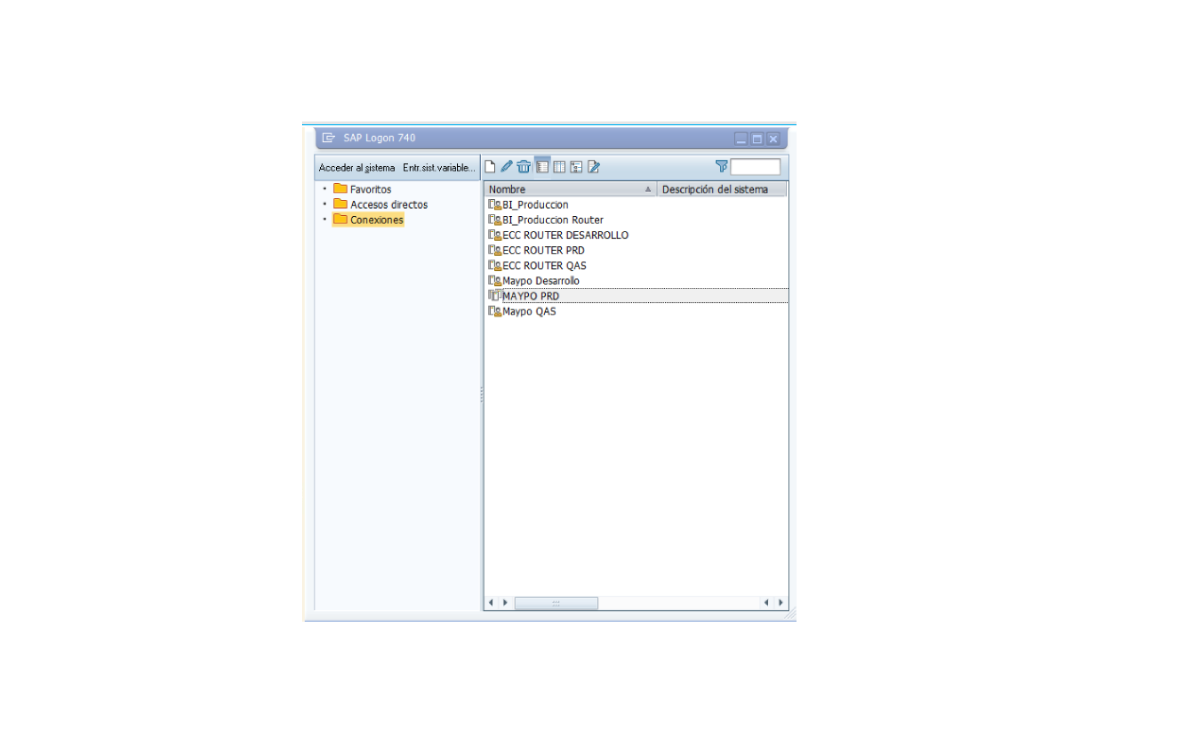 SAP Logon 740
Acceder al sistema Entr.sist.variable...
Favoritos
Accesos directos
Conexiones
Nombre Descripción del sistema
BI_Produccion
BI_Produccion Router
ECC ROUTER DESARROLLO
ECC ROUTER PRD
ECC ROUTER QAS
Maypo Desarrollo
MAYPO PRD
Maypo QAS